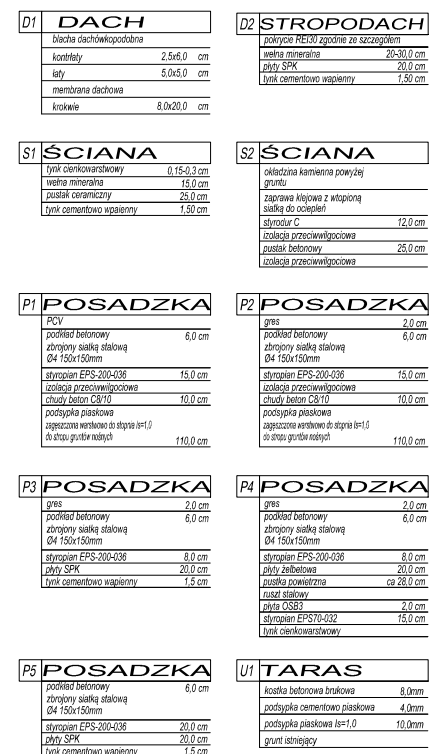 D1 DACH
blacha dachówkopodobna
kontrłaty 2,5x6,0 cm
łaty 5,0x5,0 cm
membrana dachowa
krokwie 8,0x20,0 cm
D2 STROPODACH
pokrycie REI30 zgodnie ze szczegółem
wełna mineralna 20-30,0 cm
płyty SPK 20,0 cm
tynk cementowo wapienny 1,50 cm
S1 ŚCIANA
tynk cienkowarstwowy 0,15-0,3 cm
wełna mineralna 15,0 cm
pustak ceramiczny 25,0 cm
tynk cementowo wpaienny 1,50 cm
S2 ŚCIANA
okładzina kamienna powyżej
gruntu
zaprawa klejowa z wtopioną
siatką do ociepleń
styrodur C 12,0 cm
izolacja przeciwwilgociowa
pustak betonowy 25,0 cm
izolacja przeciwwilgociowa
P1 POSADZKA
PCV
podkład betonowy 6,0 cm
zbrojony siatką stalową
Ø4 150x150mm
styropian EPS-200-036 15,0 cm
izolacja przeciwwilgociowa
chudy beton C8/10 10,0 cm
podsypka piaskowa
zagęszczona warstwowo do stopnia Is=1,0
do stropu gruntów nośnych 110,0 cm
P2 POSADZKA
gres 2,0 cm
podkład betonowy 6,0 cm
zbrojony siatką stalową
Ø4 150x150mm
styropian EPS-200-036 15,0 cm
izolacja przeciwwilgociowa
chudy beton C8/10 10,0 cm
podsypka piaskowa
zagęszczona warstwowo do stopnia Is=1,0
do stropu gruntów nośnych 110,0 cm
P3 POSADZKA
gres 2,0 cm
podkład betonowy 6,0 cm
zbrojony siatką stalową
Ø4 150x150mm
styropian EPS-200-036 8,0 cm
płyty SPK 20,0 cm
tynk cementowo wapienny 1,5 cm
P4 POSADZKA
gres 2,0 cm
podkład betonowy 6,0 cm
zbrojony siatką stalową
Ø4 150x150mm
styropian EPS-200-036 8,0 cm
płyty żelbetowa 20,0 cm
pustka powietrzna ca 28,0 cm
ruszt stalowy
płyta OSB3 2,0 cm
styropian EPS70-032 15,0 cm
tynk cienkowarstwowy
P5 POSADZKA
podkład betonowy 6,0 cm
zbrojony siatką stalową
Ø4 150x150mm
styropian EPS-200-036 20,0 cm
płyty SPK 20,0 cm
tynk cementowo wapienny 1,5 cm
U1 TARAS
kostka betonowa brukowa 8,0mm
podsypka cementowo piaskowa 4,0mm
podsypka piaskowa Is=1,0 10,0mm
grunt istniejący